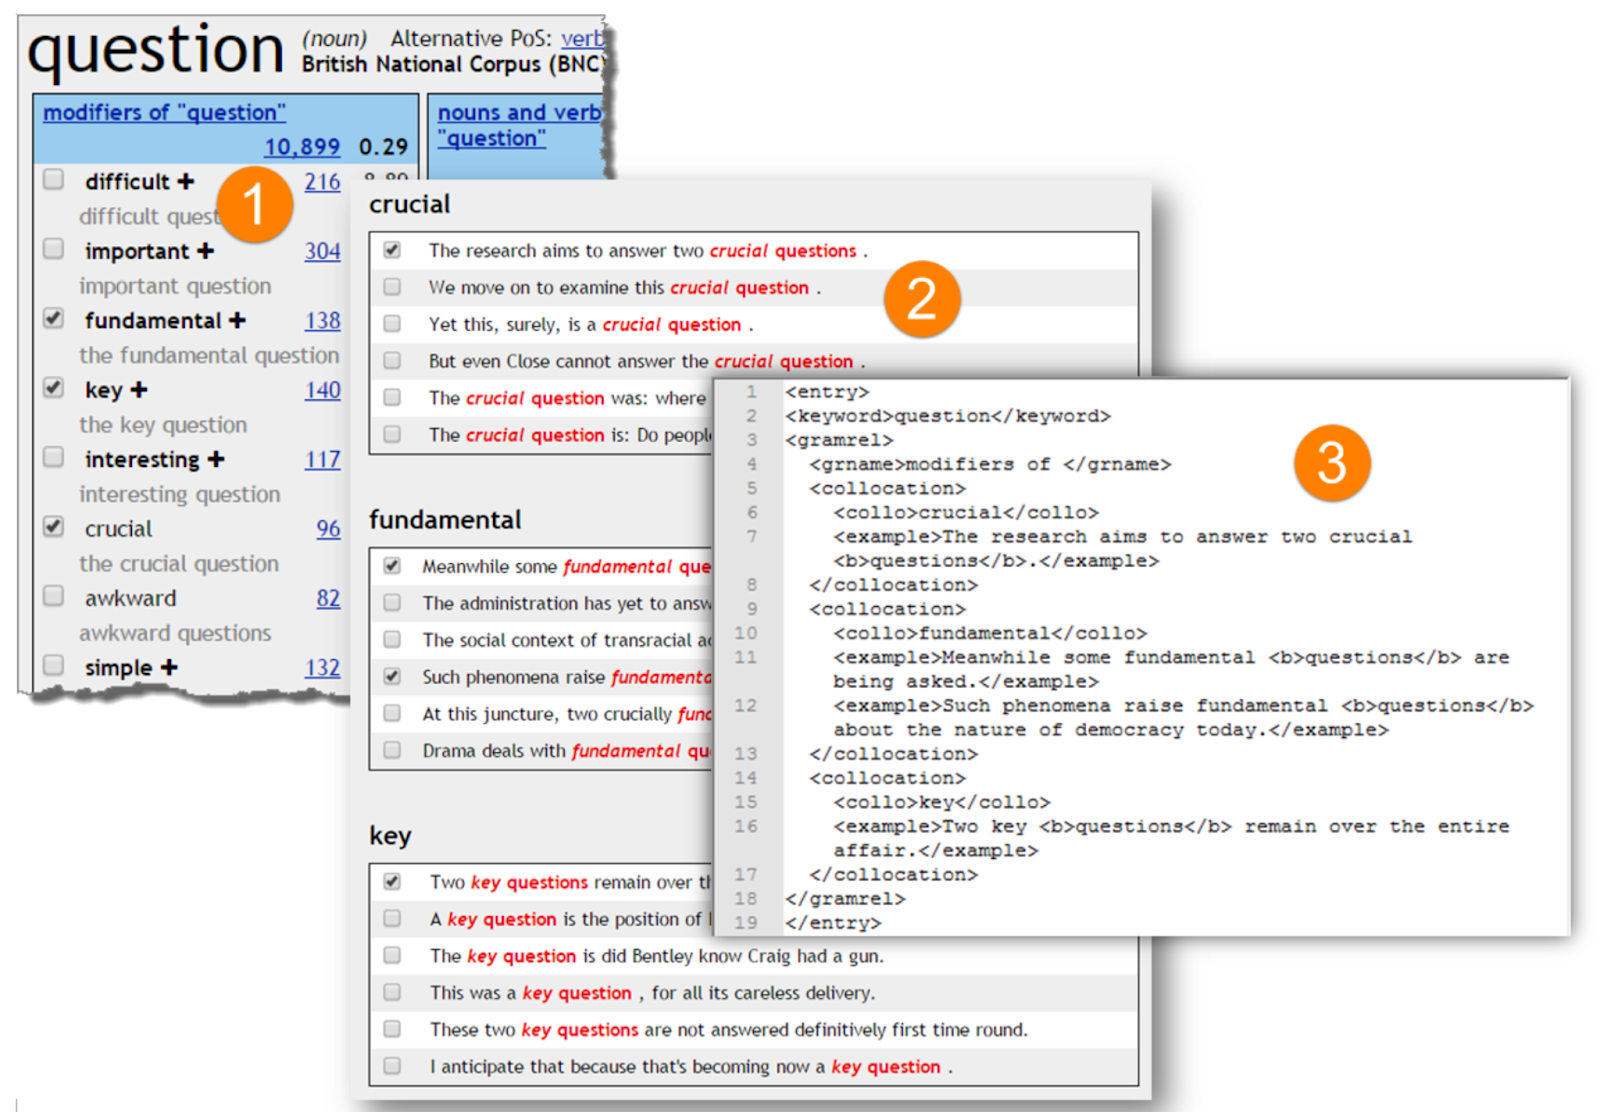 question (noun) Alternative PoS: verb
British National Corpus (BNC)
modifiers of "question"
10,899 0.29
nouns and verb
"question"
difficult + 216
difficult
important + 304
important question
fundamental + 138
the fundamental question
key + 140
the key question
interesting + 117
interesting question
crucial 96
the crucial question
awkward 82
awkward questions
simple + 132
1
crucial
The research aims to answer two crucial questions .
We move on to examine this crucial question .
Yet this, surely, is a crucial question .
But even Close cannot answer the crucial question .
The crucial question was: where
The crucial question is: Do
2
fundamental
Meanwhile some fundamental
The administration has yet to
The social context of transracial
Such phenomena raise
At this juncture, two crucially
Drama deals with fundamental
key
Two key questions remain over
A key question is the position of
The key question is did Bentley know Craig had a gun.
This was a key question , for all its careless delivery.
These two key questions are not answered definitively first time round.
I anticipate that because that's becoming now a key question .
3
1 <entry>
2 <keyword>question</keyword>
3 <gramrel>
4 <grname>modifiers of </grname>
5 <collocation>
6 <collo>crucial</collo>
7 <example>The research aims to answer two crucial
<b>questions</b>.</example>
8 </collocation>
9 <collocation>
10 <collo>fundamental</collo>
11 <example>Meanwhile some fundamental <b>questions</b> are
being asked.</example>
12 <example>Such phenomena raise fundamental <b>questions</b>
about the nature of democracy today.</example>
13 </collocation>
14 <collocation>
15 <collo>key</collo>
16 <example>Two key <b>questions</b> remain over the entire
affair.</example>
17 </collocation>
18 </gramrel>
19 </entry>